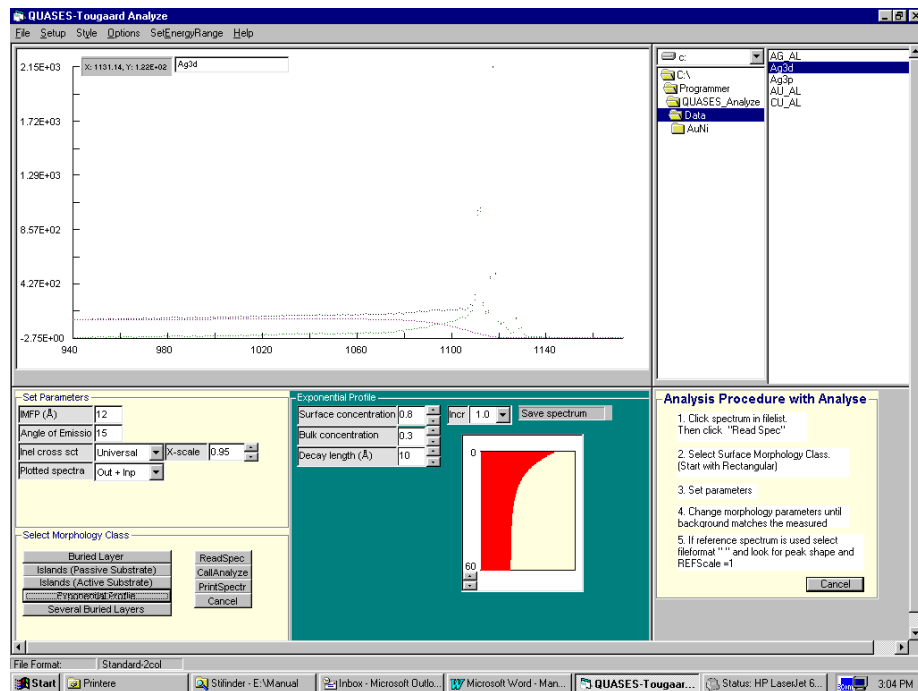 QUASES-Tougaard Analyze
File Setup Style Options SetEnergyRange Help
2.15E+03
X: 1131.14, Y: 1.22E+02
Ag3d
1.72E+03
1.29E+03
8.57E+02
4.27E+02
-2.75E+00
940 980 1020 1060 1100 1140
c:
C:\
Programmer
QUASES_Analyze
Data
AuNi
AG_AL
Ag3d
Ag3p
AU_AL
CU_AL
Set Parameters
IMFP (Å) 12
Angle of Emissio 15
Inel cross sct Universal X-scale 0.95
Plotted spectra Out + Inp
Select Morphology Class
Buried Layer
Islands (Passive Substrate)
Islands (Active Substrate)
Exponential Profile
Several Buried Layers
ReadSpec
CallAnalyze
PrintSpectr
Cancel
Exponential Profile
Surface concentration 0.8 Incr 1.0 Save spectrum
Bulk concentration 0.3
Decay length (Å) 10
0
60
Analysis Procedure with Analyse
1. Click spectrum in filelist.
Then click "Read Spec"
2. Select Surface Morphology Class.
(Start with Rectangular)
3. Set parameters
4. Change morphology parameters until
background matches the measured
5. If reference spectrum is used select
fileformat " " and look for peak shape and
REFScale =1
Cancel
File Format: Standard-2col
Start Printere Stifinder - E:\Manual Inbox - Microsoft Outlo... Microsoft Word - Man... QUASES-Tougaar... Status: HP LaserJet 6... 3:04 PM